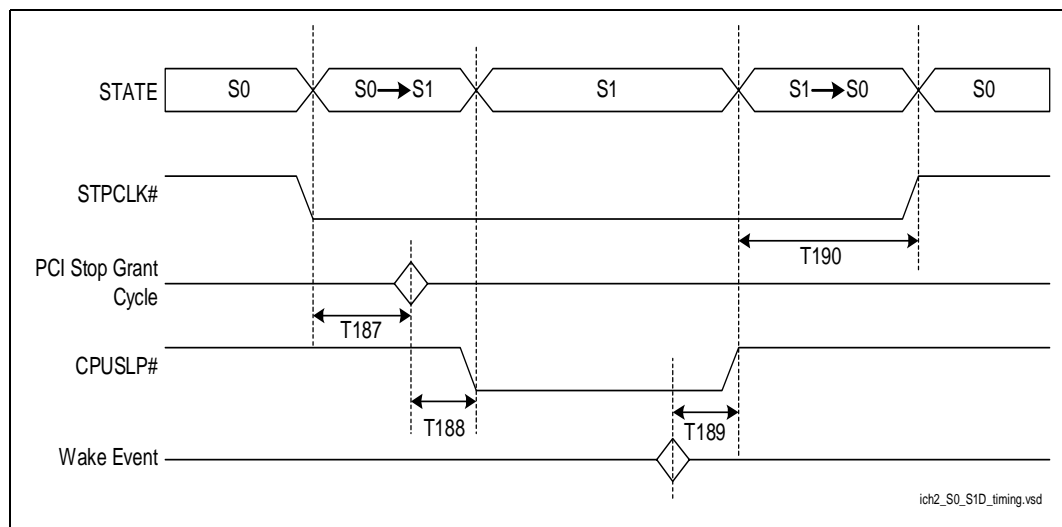 STATE
S0
S0→S1
S1
S1→S0
S0
STPCLK#
T190
PCI Stop Grant
Cycle
T187
CPUSLP#
T188
T189
Wake Event
ich2_S0_S1D_timing.vsd